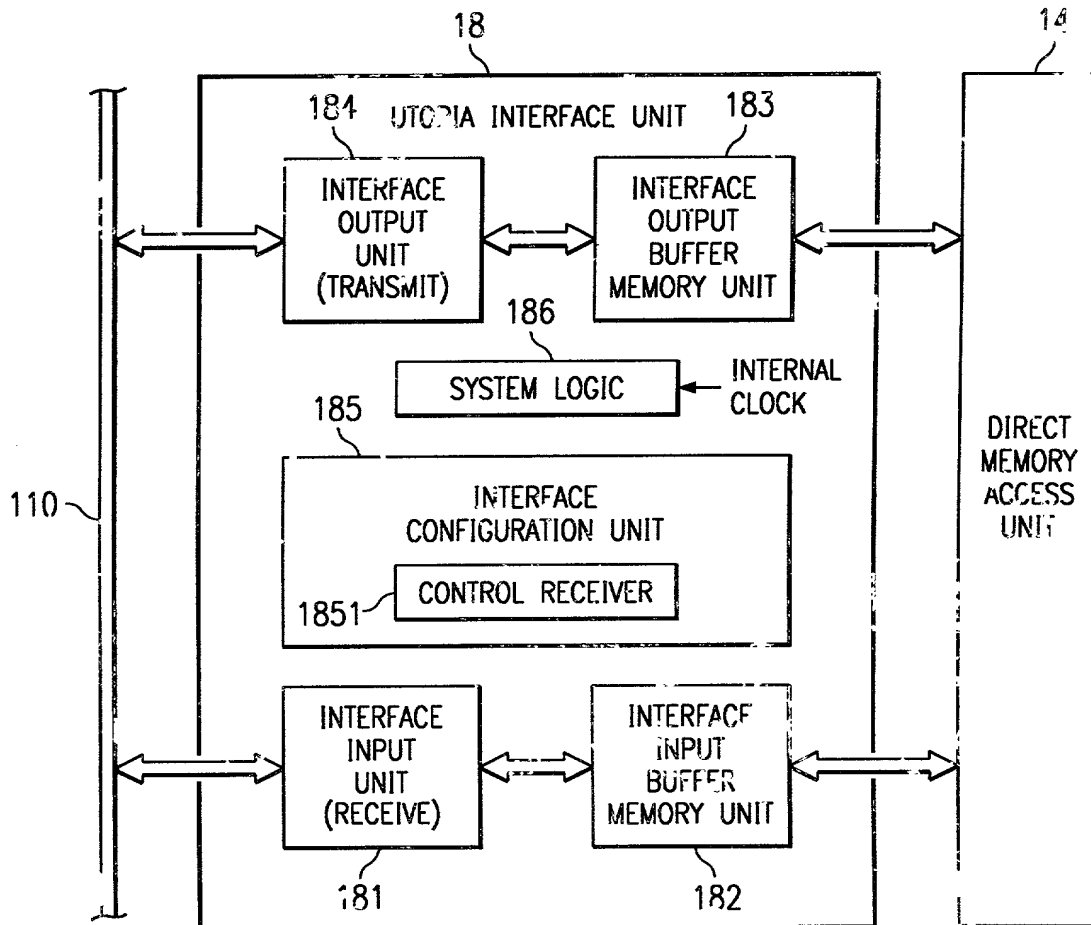 18
14
UTOPIA INTERFACE UNIT
184
183
INTERFACE
OUTPUT
UNIT
(TRANSMIT)
INTERFACE
OUTPUT
BUFFER
MEMORY UNIT
186
SYSTEM LOGIC
INTERNAL
CLOCK
185
INTERFACE
CONFIGURATION UNIT
CONTROL RECEIVER
1851
110
DIRECT
MEMORY
ACCESS
UNIT
INTERFACE
INPUT
UNIT
(RECEIVE)
INTERFACE
INPUT
BUFFER
MEMORY UNIT
181
182